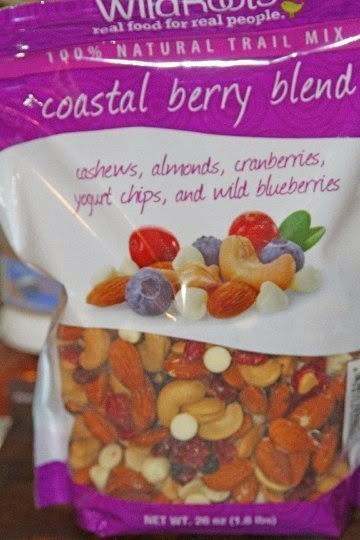 WildRoots
real food for real people.
100% NATURAL TRAIL MIX
coastal berry blend
cashews, almonds, cranberries,
yogurt chips, and wild blueberries
NET WT. 26 oz (1.6 lbs)